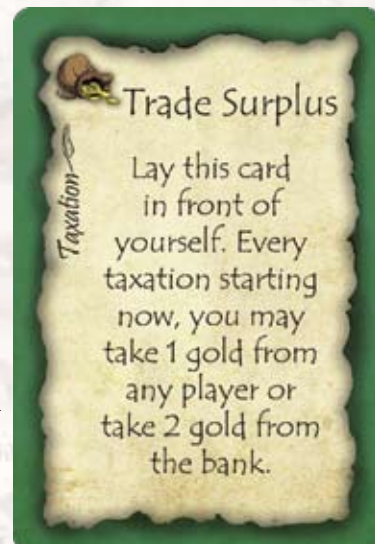 Trade Surplus
Taxation
Lay this card
in front of
yourself. Every
taxation starting
now, you may
take 1 gold from
any player or
take 2 gold from
the bank.